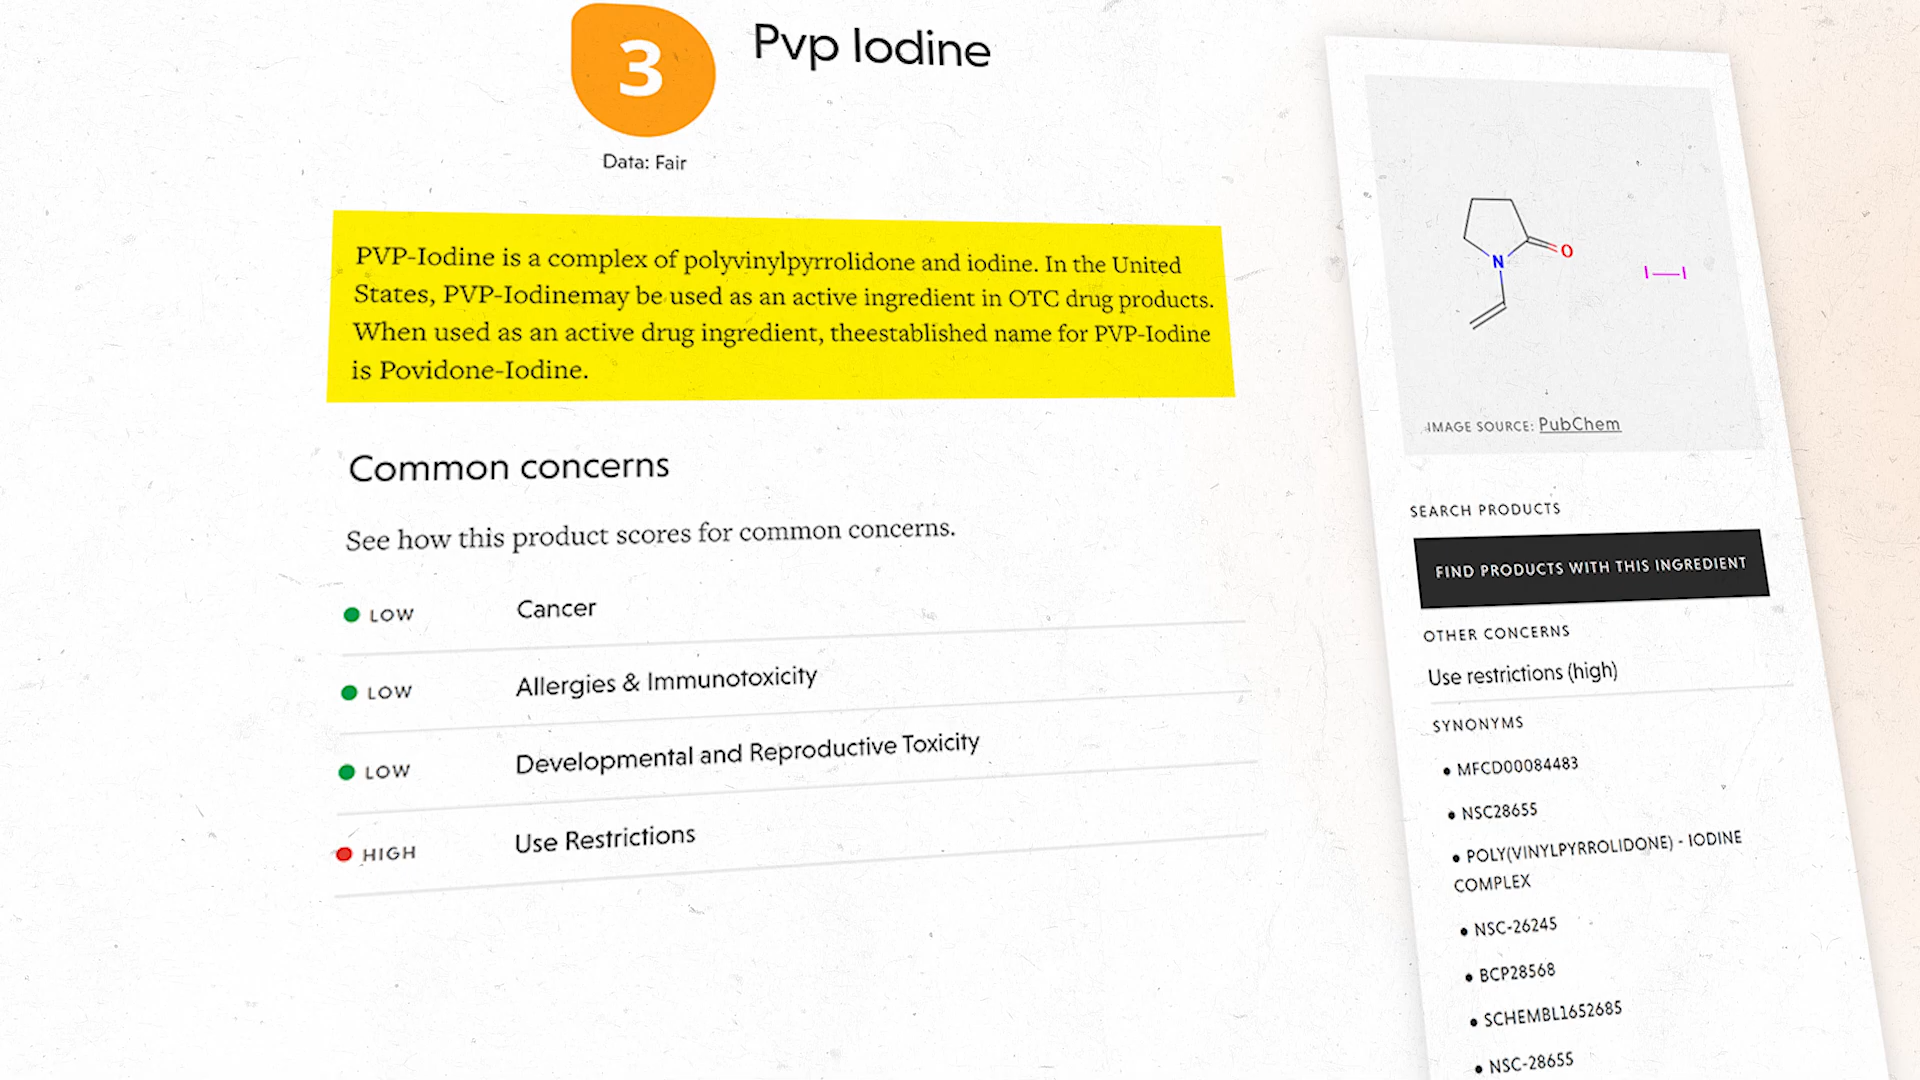 3
Pvp Iodine
Data: Fair
PVP-Iodine is a complex of polyvinylpyrrolidone and iodine. In the United
States, PVP-Iodinemay be used as an active ingredient in OTC drug products.
When used as an active drug ingredient, theestablished name for PVP-Iodine
is Povidone-Iodine.
Common concerns
See how this product scores for common concerns.
LOW Cancer
LOW Allergies & Immunotoxicity
LOW Developmental and Reproductive Toxicity
HIGH Use Restrictions
N
O
I—I
IMAGE SOURCE: PubChem
SEARCH PRODUCTS
FIND PRODUCTS WITH THIS INGREDIENT
OTHER CONCERNS
Use restrictions (high)
SYNONYMS
• MFCD00084483
• NSC28655
• POLY(VINYLPYRROLIDONE) - IODINE
COMPLEX
• NSC-26245
• BCP28568
• SCHEMBL1652685
• NSC-28655